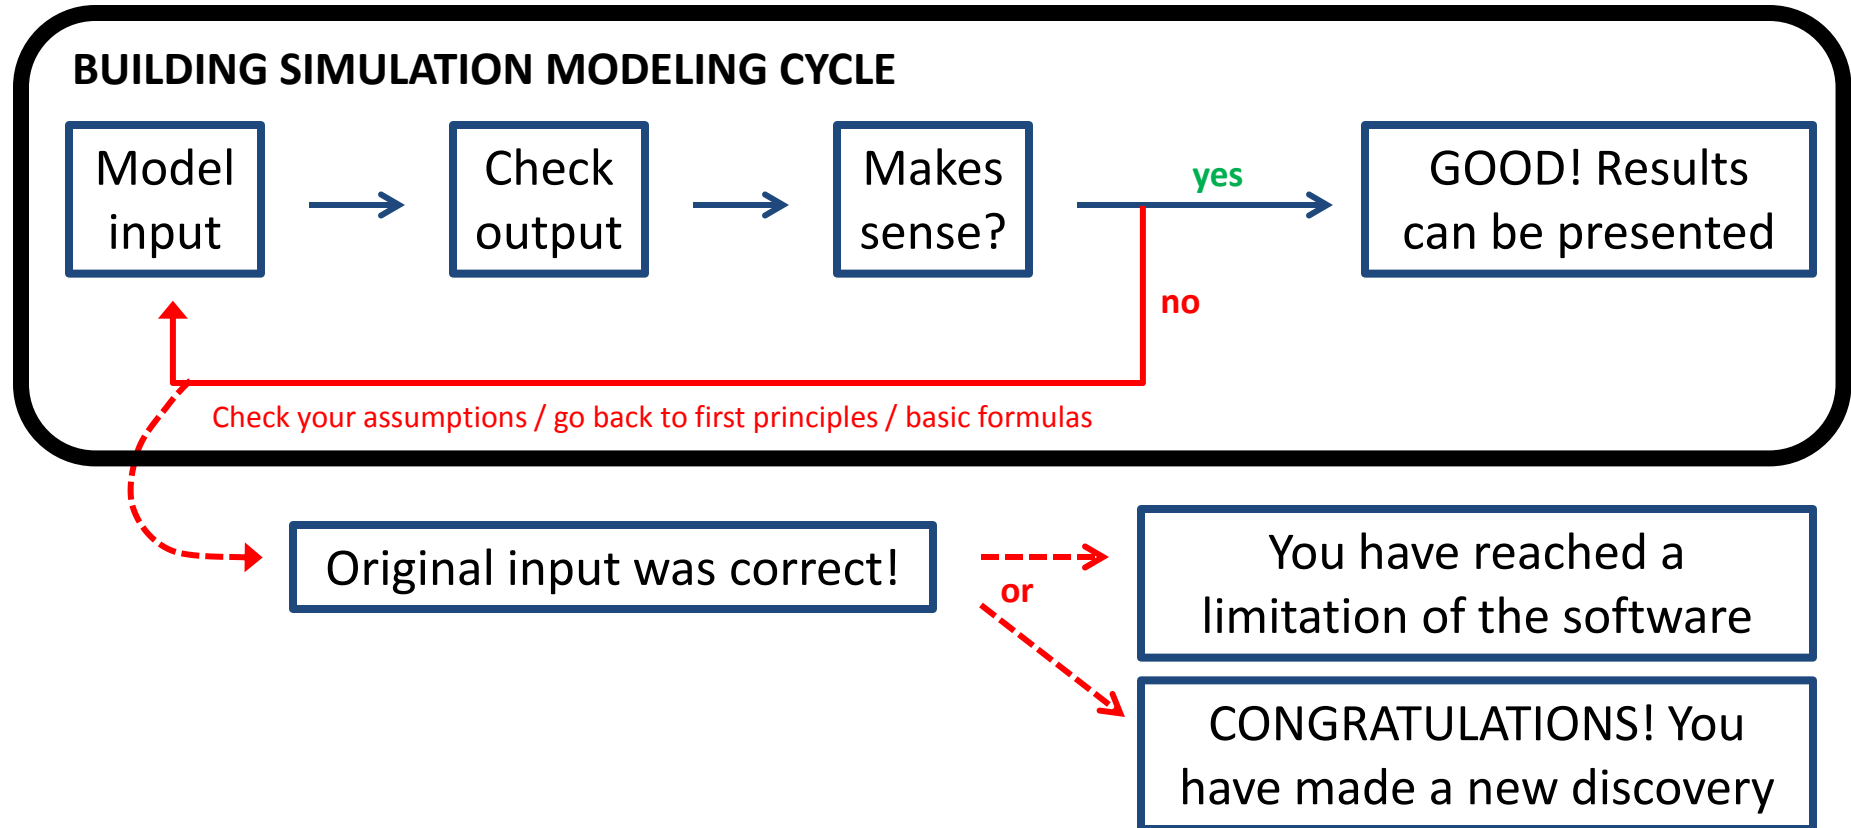 BUILDING SIMULATION MODELING CYCLE
Model
input
Check
output
Makes
sense?
yes
GOOD! Results
can be presented
no
Check your assumptions / go back to first principles / basic formulas
Original input was correct!
or
You have reached a
limitation of the software
CONGRATULATIONS! You
have made a new discovery